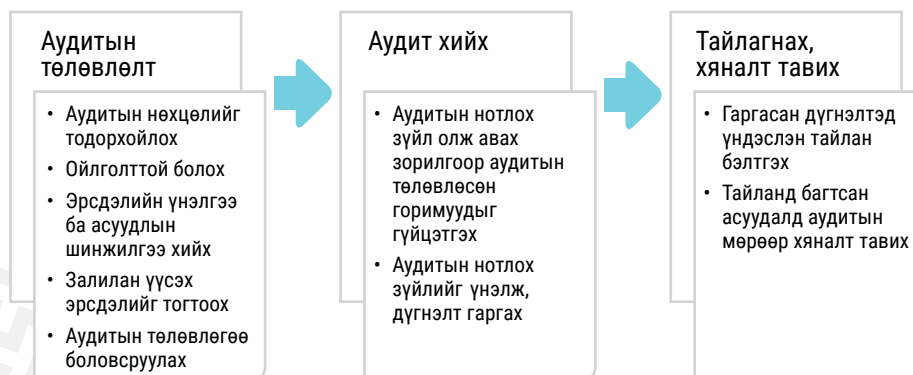 Аудитын
төлөвлөлт
• Аудитын нөхцөлийг
тодорхойлох
• Ойлголттой болох
• Эрсдэлийн үнэлгээ
ба асуудлын
шинжилгээ хийх
• Залилан үүсэх
эрсдэлийг тогтоох
• Аудитын төлөвлөгөө
боловсруулах
Аудит хийх
• Аудитын нотлох
зүйл олж авах
зорилгоор аудитын
төлөвлөсөн
горимуудыг
гүйцэтгэх
• Аудитын нотлох
зүйлийг үнэлж,
дүгнэлт гаргах
Тайлагнах,
хяналт тавих
• Гаргасан дүгнэлтэд
үндэслэн тайлан
бэлтгэх
• Тайланд багтсан
асуудалд аудитын
мөрөөр хяналт тавих